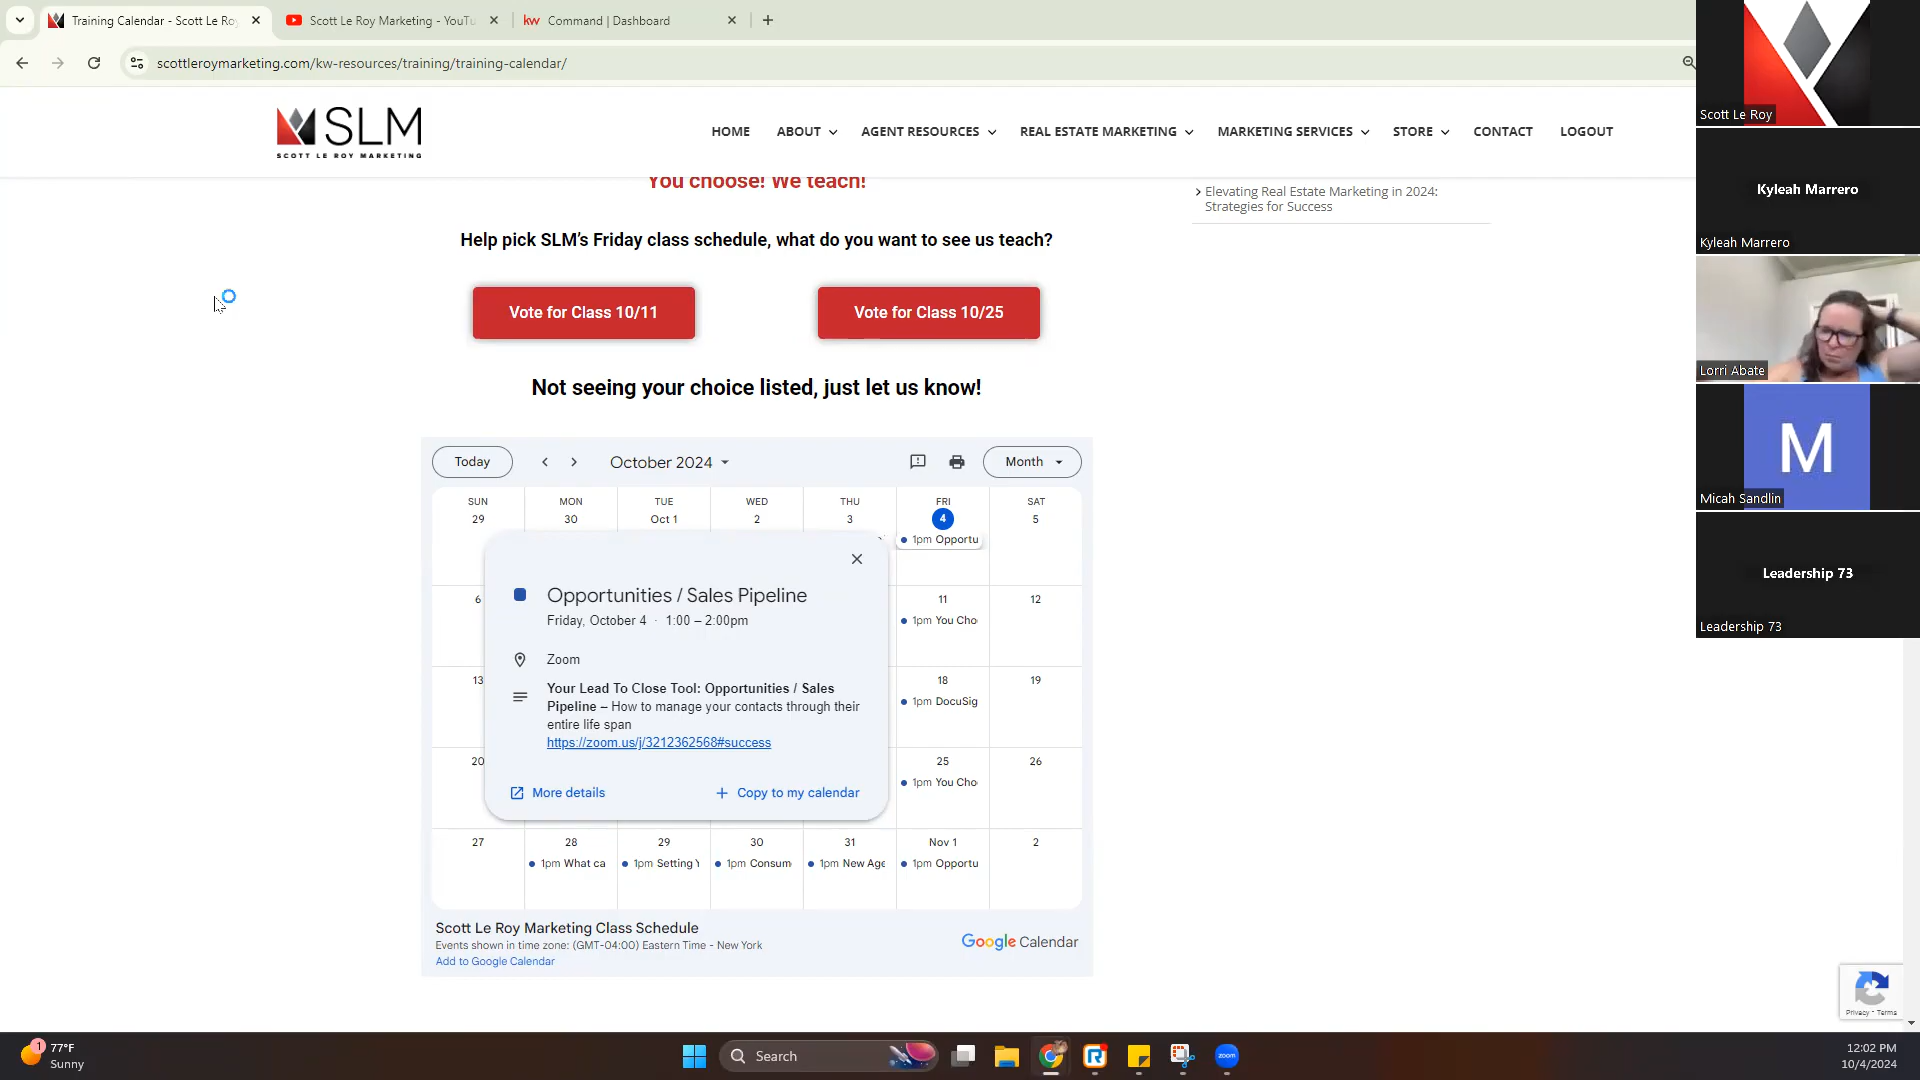 Training Calendar - Scott Le Roy
Scott Le Roy Marketing - YouTu
kw Command | Dashboard
scottleroymarketing.com/kw-resources/training/training-calendar/
SLM
SCOTT LE ROY MARKETING
HOME
ABOUT
AGENT RESOURCES
REAL ESTATE MARKETING
MARKETING SERVICES
STORE
CONTACT
LOGOUT
You choose! We teach!
Elevating Real Estate Marketing in 2024:
Strategies for Success
Help pick SLM's Friday class schedule, what do you want to see us teach?
Vote for Class 10/11
Vote for Class 10/25
Not seeing your choice listed, just let us know!
Today
October 2024
Month
SUN MON TUE WED THU FRI SAT
29 30 Oct 1 2 3 4 5
1pm Opportu
Opportunities / Sales Pipeline
Friday, October 4 · 1:00 – 2:00pm
Zoom
Your Lead To Close Tool: Opportunities / Sales
Pipeline – How to manage your contacts through their
entire life span
https://zoom.us/j/3212362568#success
More details
Copy to my calendar
6 11 12
1pm You Cho
13 18 19
1pm DocuSig
20 25 26
1pm You Cho
27 28 29 30 31 Nov 1 2
1pm What ca 1pm Setting Y 1pm Consum 1pm New Age 1pm Opportu
Scott Le Roy Marketing Class Schedule
Events shown in time zone: (GMT-04:00) Eastern Time - New York
Add to Google Calendar
Google Calendar
Privacy - Terms
Scott Le Roy
Kyleah Marrero
Kyleah Marrero
Lorri Abate
M
Micah Sandlin
Leadership 73
Leadership 73
1
77°F
Sunny
Search
zoom
12:02 PM
10/4/2024